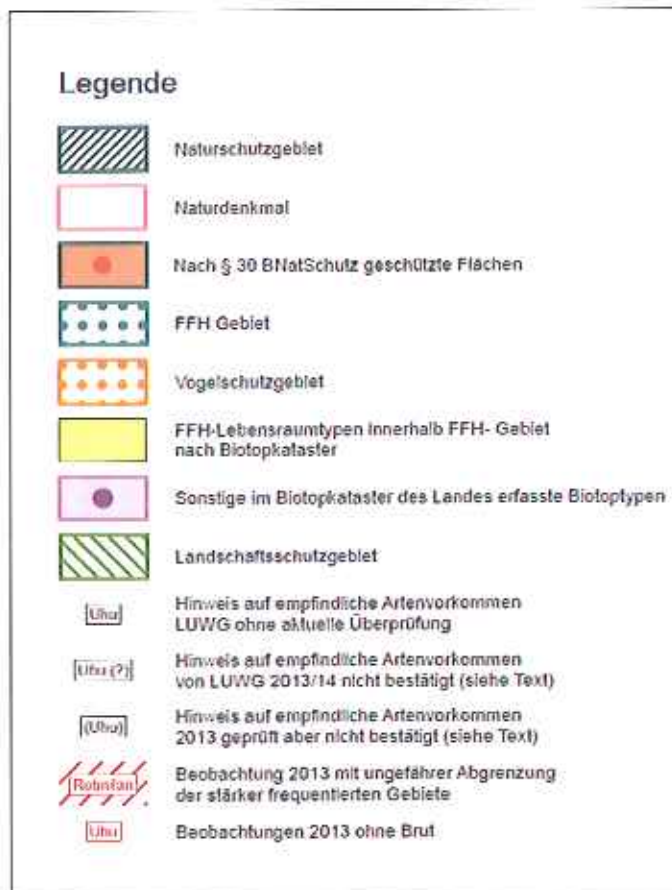 Legende
Naturschutzgebiet
Naturdenkmal
Nach § 30 BNatSchutz geschützte Flächen
FFH Gebiet
Vogelschutzgebiet
FFH-Lebensraumtypen innerhalb FFH- Gebiet
nach Biotopkataster
Sonstige im Biotopkataster des Landes erfasste Biotoptypen
Landschaftsschutzgebiet
[Uhu] Hinweis auf empfindliche Artenvorkommen
LUWG ohne aktuelle Überprüfung
[Uhu (?)] Hinweis auf empfindliche Artenvorkommen
von LUWG 2013/14 nicht bestätigt (siehe Text)
[(Uhu)] Hinweis auf empfindliche Artenvorkommen
2013 geprüft aber nicht bestätigt (siehe Text)
[Rotmilan] Beobachtung 2013 mit ungefährer Abgrenzung
der stärker frequentierten Gebiete
[Uhu] Beobachtungen 2013 ohne Brut